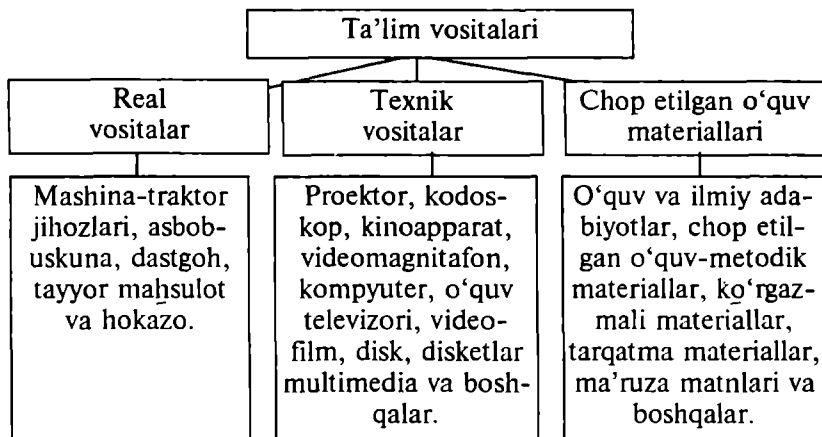 Ta’lim vositalari
Real
vositalar
Texnik
vositalar
Chop etilgan o‘quv
materiallari
Mashina-traktor
jihozlari, asbob-
uskuna, dastgoh,
tayyor mahsulot
va hokazo.
Proektor, kodos-
kop, kinoapparat,
videomagnitafon,
kompyuter, o‘quv
televizori, video-
film, disk, disketlar
multimedia va bosh-
qalar.
O‘quv va ilmiy ada-
biyotlar, chop etil-
gan o‘quv-metodik
materiallar, ko‘rgaz-
mali materiallar,
tarqatma materiallar,
ma’ruza matnlari va
boshqalar.